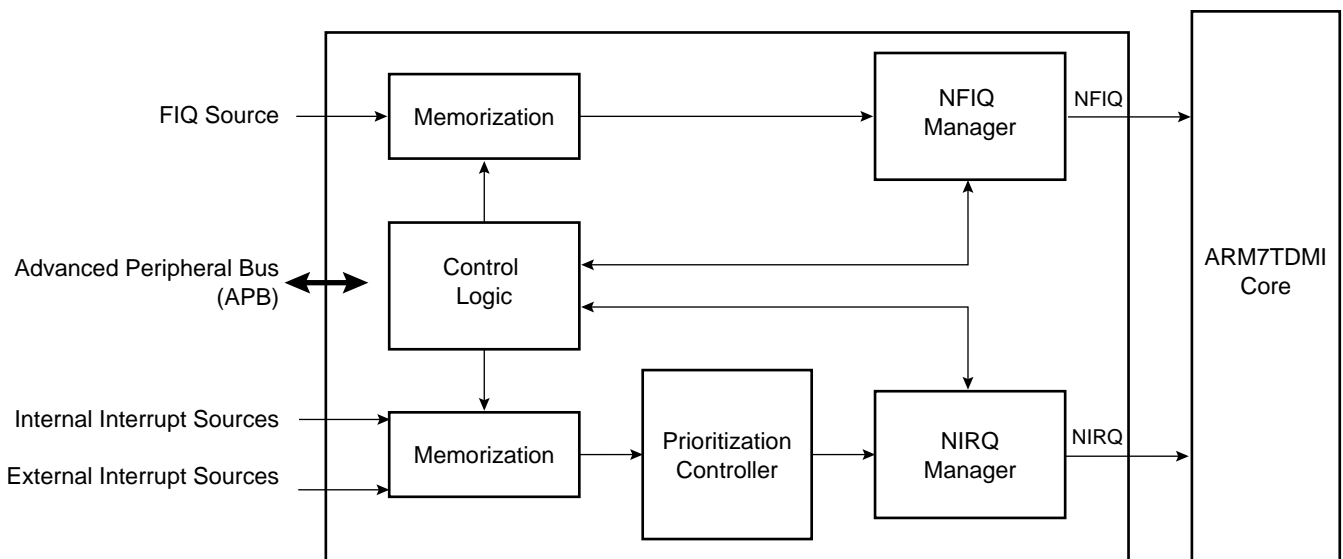 FIQ Source
Memorization
NFIQ
Manager
NFIQ
Advanced Peripheral Bus
(APB)
Control
Logic
ARM7TDMI
Core
Internal Interrupt Sources
External Interrupt Sources
Memorization
Prioritization
Controller
NIRQ
Manager
NIRQ